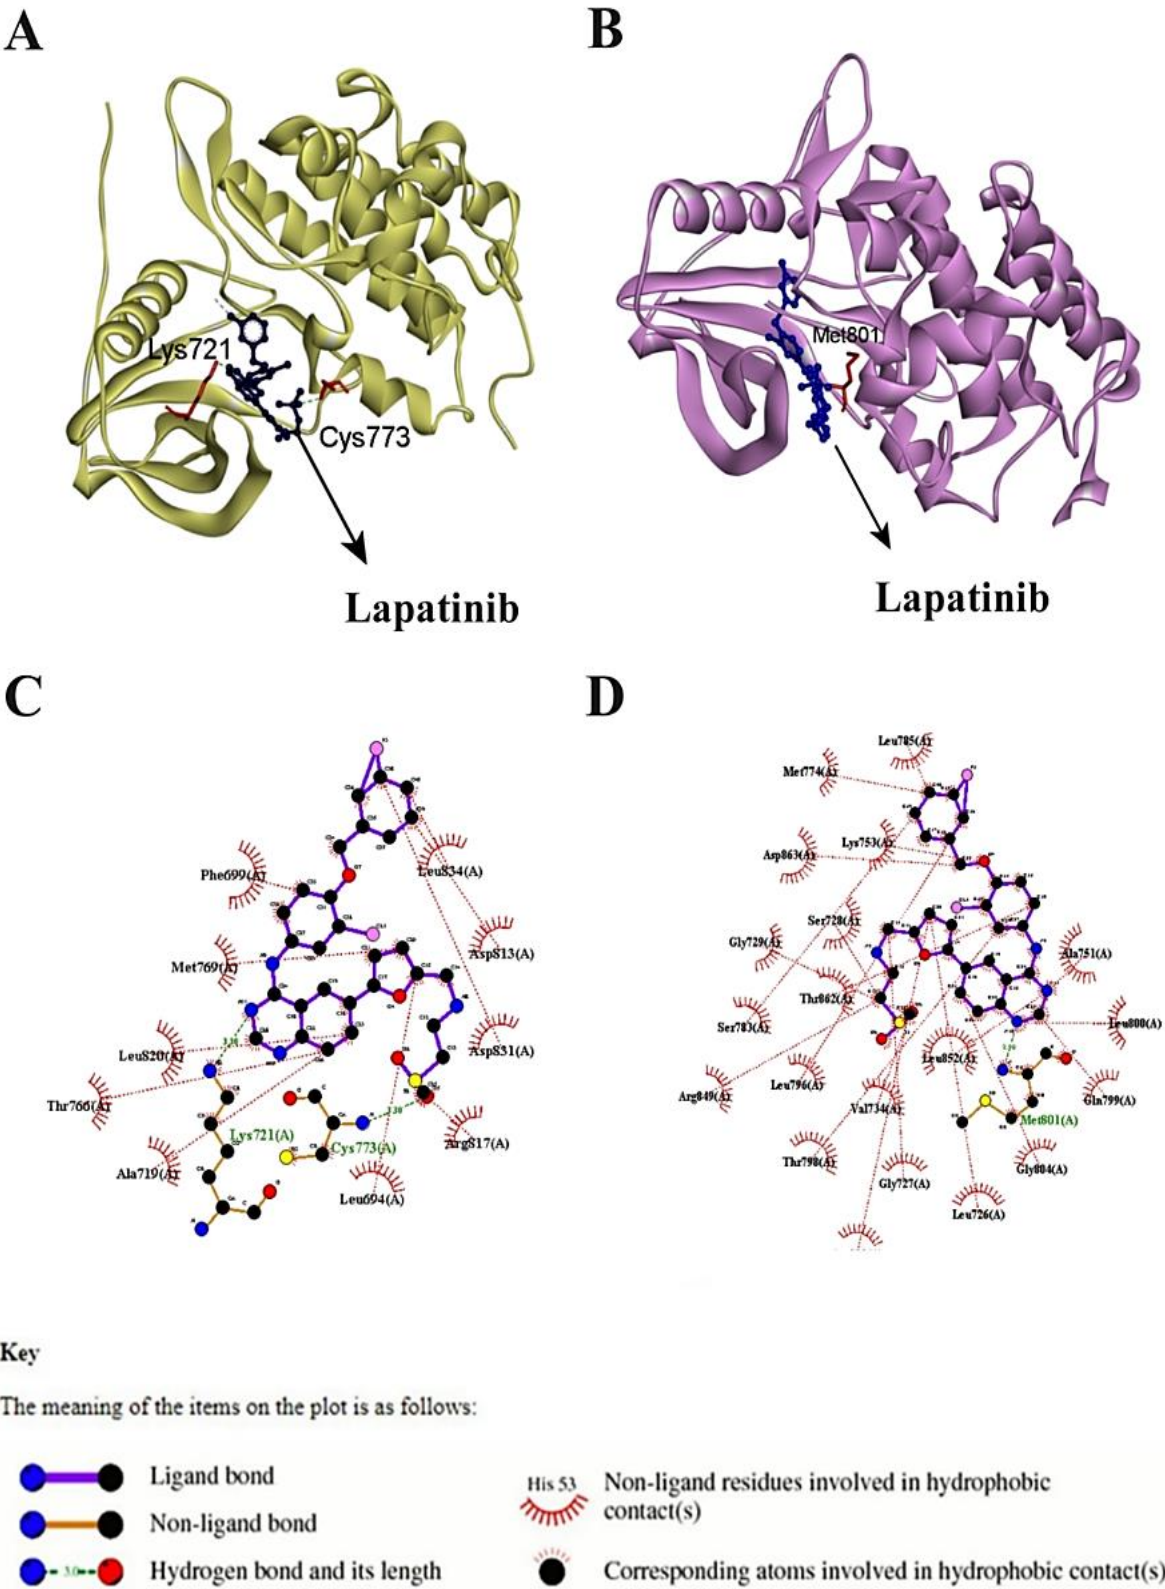 A
B
Lys721
Cys773
Met801
Lapatinib
Lapatinib
C
D
Phe699(A)
Leu834(A)
Met769(A)
Asp813(A)
Leu820(A)
Asp831(A)
Thr766(A)
Lys721(A)
Cys773(A)
Arg817(A)
Ala719(A)
Leu694(A)
Leu785(A)
Met774(A)
Lys753(A)
Asp863(A)
Ser728(A)
Gly729(A)
Ala751(A)
Thr862(A)
Ser783(A)
Leu800(A)
Leu852(A)
Leu796(A)
Arg849(A)
Gln799(A)
Val734(A)
Met801(A)
Thr798(A)
Gly804(A)
Gly727(A)
Leu726(A)
Key
The meaning of the items on the plot is as follows:
Ligand bond
Non-ligand bond
3.0
Hydrogen bond and its length
His 53
Non-ligand residues involved in hydrophobic
contact(s)
Corresponding atoms involved in hydrophobic contact(s)